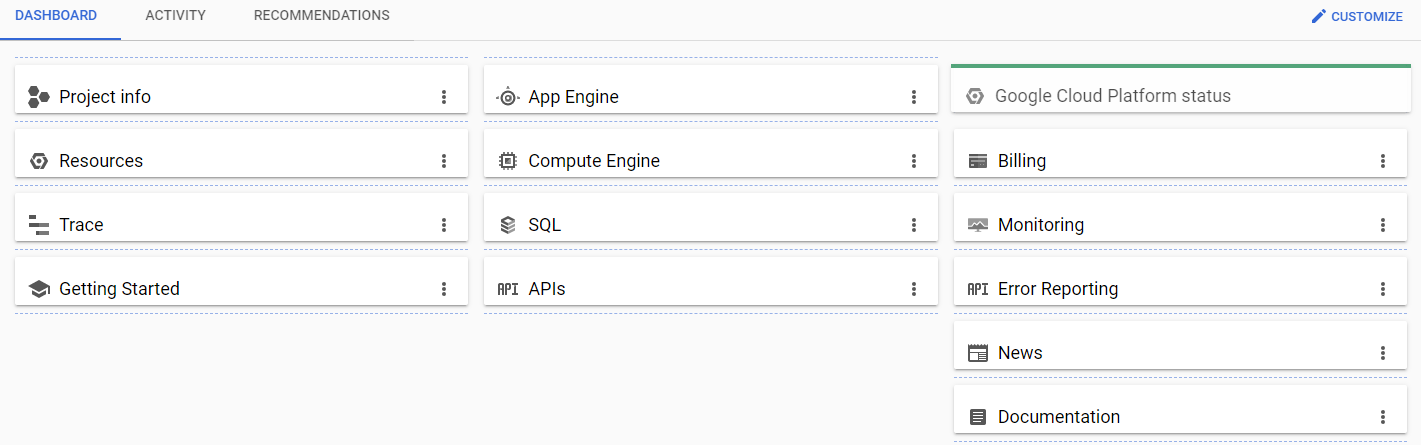 DASHBOARD ACTIVITY RECOMMENDATIONS CUSTOMIZE
Project info
Resources
Trace
Getting Started
App Engine
Compute Engine
SQL
API APIs
Google Cloud Platform status
Billing
Monitoring
API Error Reporting
News
Documentation